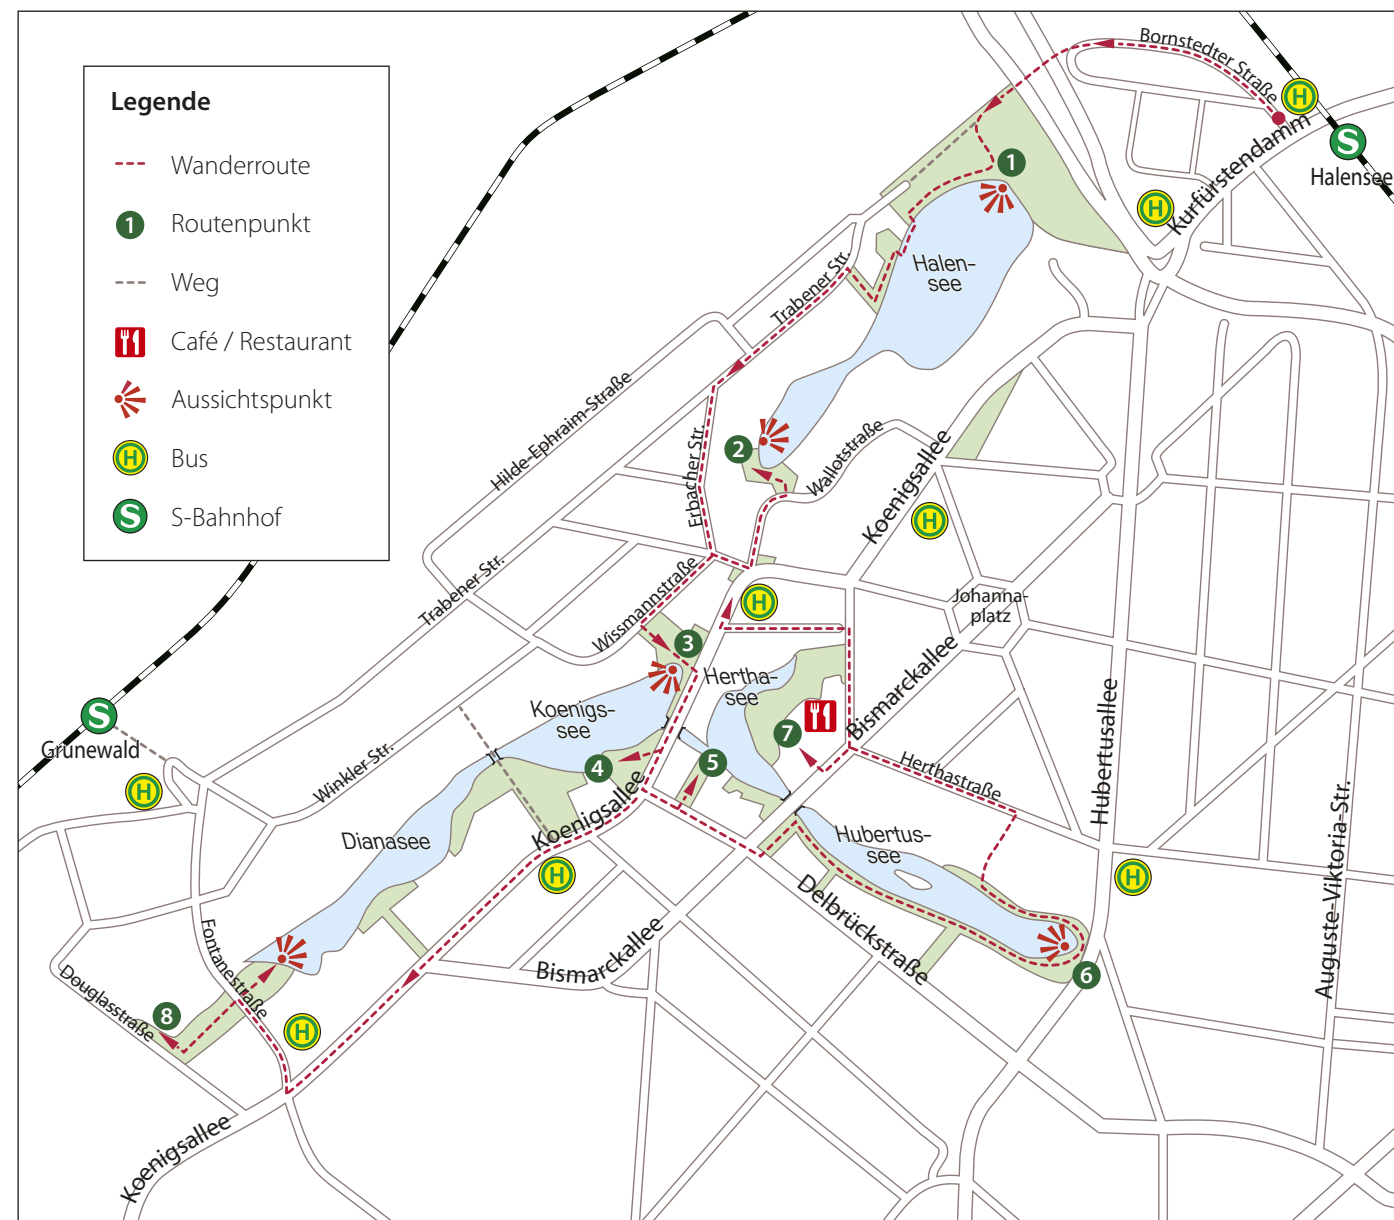 Legende
Wanderroute
1
Routenpunkt
Weg
Café / Restaurant
Aussichtspunkt
H
Bus
S
S-Bahnhof
Bornstedter Straße
H
S
Halensee
Kurfürstendamm
H
1
Halen-
see
Trabener Str.
Hilde-Ephraim-Straße
2
Erbacher Str.
Wallotstraße
Koenigsallee
H
Trabener Str.
Wissmannstraße
H
Johanna-
platz
3
Hertha-
see
Koenigs-
see
Bismarckallee
S
Grunewald
H
Winkler Str.
4
5
7
Herthastraße
Hubertusallee
Auguste-Viktoria-Str.
Dianasee
Koenigsallee
H
Hubertus-
see
H
Delbrückstraße
Bismarckallee
6
Fontanestraße
Douglasstraße
8
H
Koenigsallee